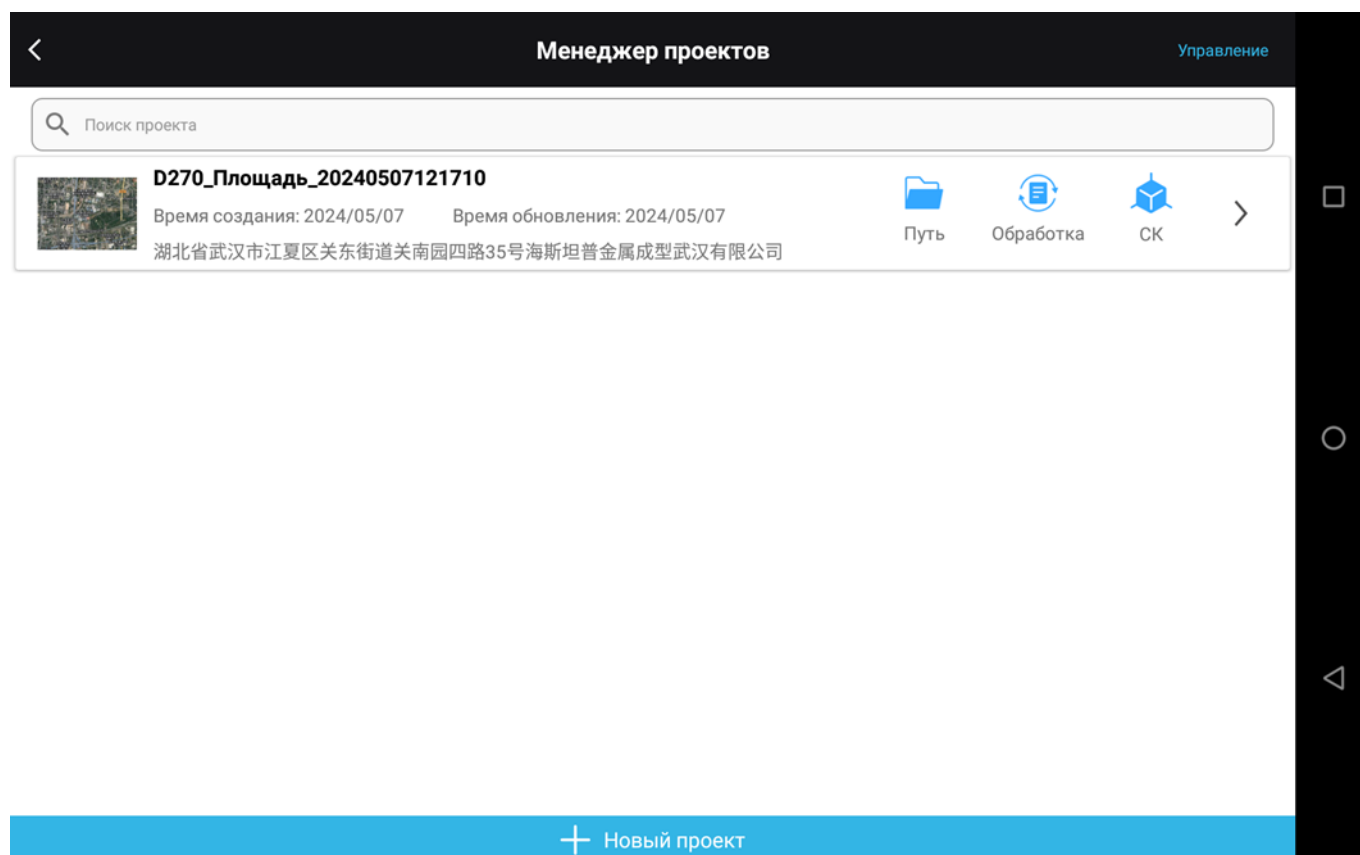 Менеджер проектов
Управление
Поиск проекта
D270_Площадь_20240507121710
Время создания: 2024/05/07 Время обновления: 2024/05/07
湖北省武汉市江夏区关东街道关南园四路35号海斯坦普金属成型武汉有限公司
Путь Обработка СК
Новый проект